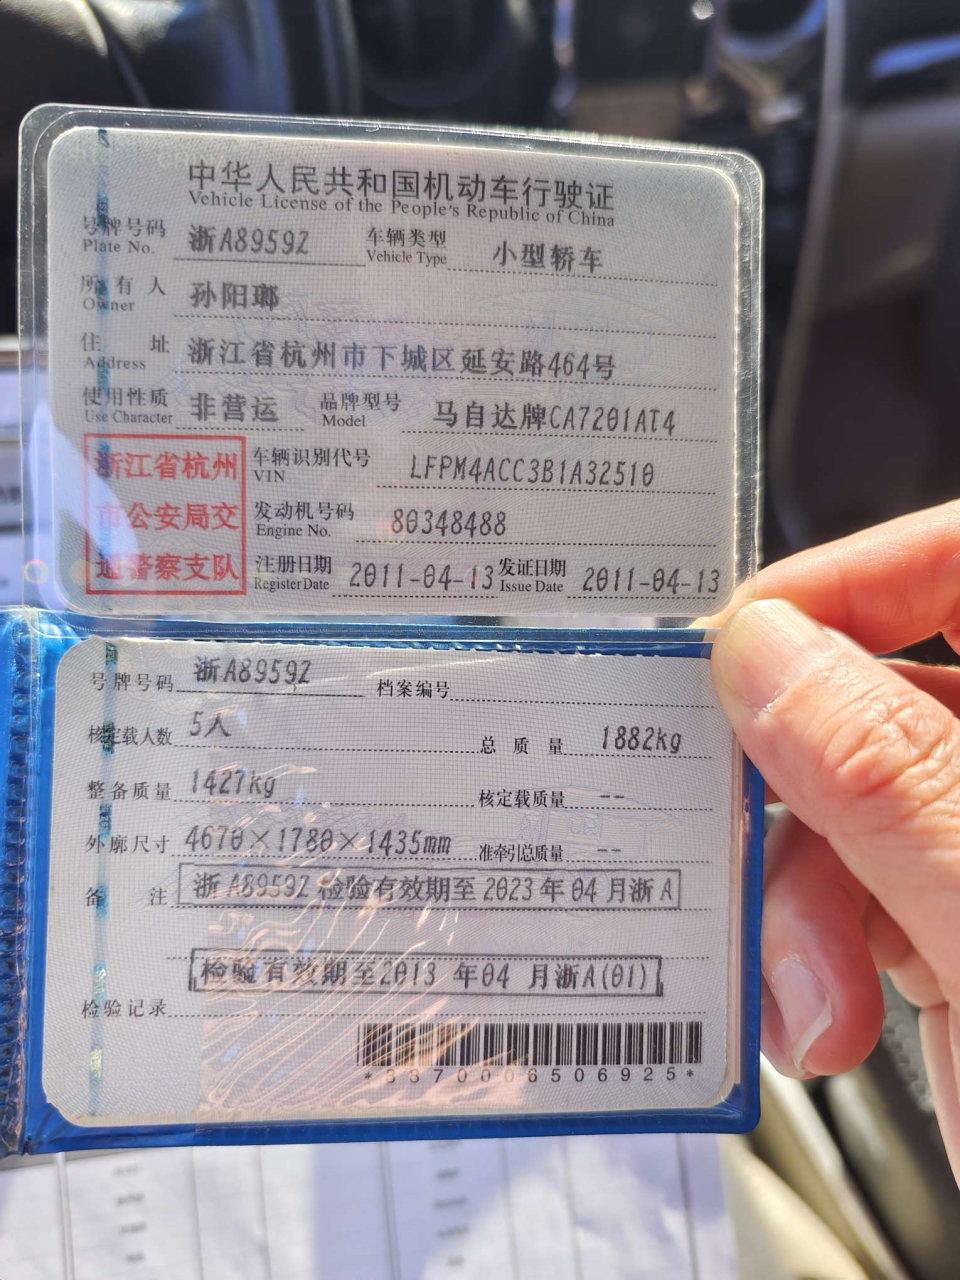 中华人民共和国机动车行驶证
Vehicle License of the People's Republic of China
号牌号码 浙A8959Z 车辆类型 小型轿车
Plate No. Vehicle Type
所有人 孙阳瑯
Owner
住址 浙江省杭州市下城区延安路464号
Address
使用性质 非营运 品牌型号 马自达牌CA7201AT4
Use Character Model
浙江省杭州
市公安局交
通警察支队
车辆识别代号 LFPM4ACC3B1A32510
VIN
发动机号码 80348488
Engine No.
注册日期 2011-04-13 发证日期 2011-04-13
Register Date Issue Date
号牌号码 浙A8959Z 档案编号
核定载人数 5人 总质量 1882kg
整备质量 1427kg 核定载质量 --
外廓尺寸 4670×1780×1435mm 准牵引总质量 --
备注 浙A8959Z 检验有效期至2023年04月浙A
检验有效期至2013年04月浙A(01)
检验记录
*3370006506925*